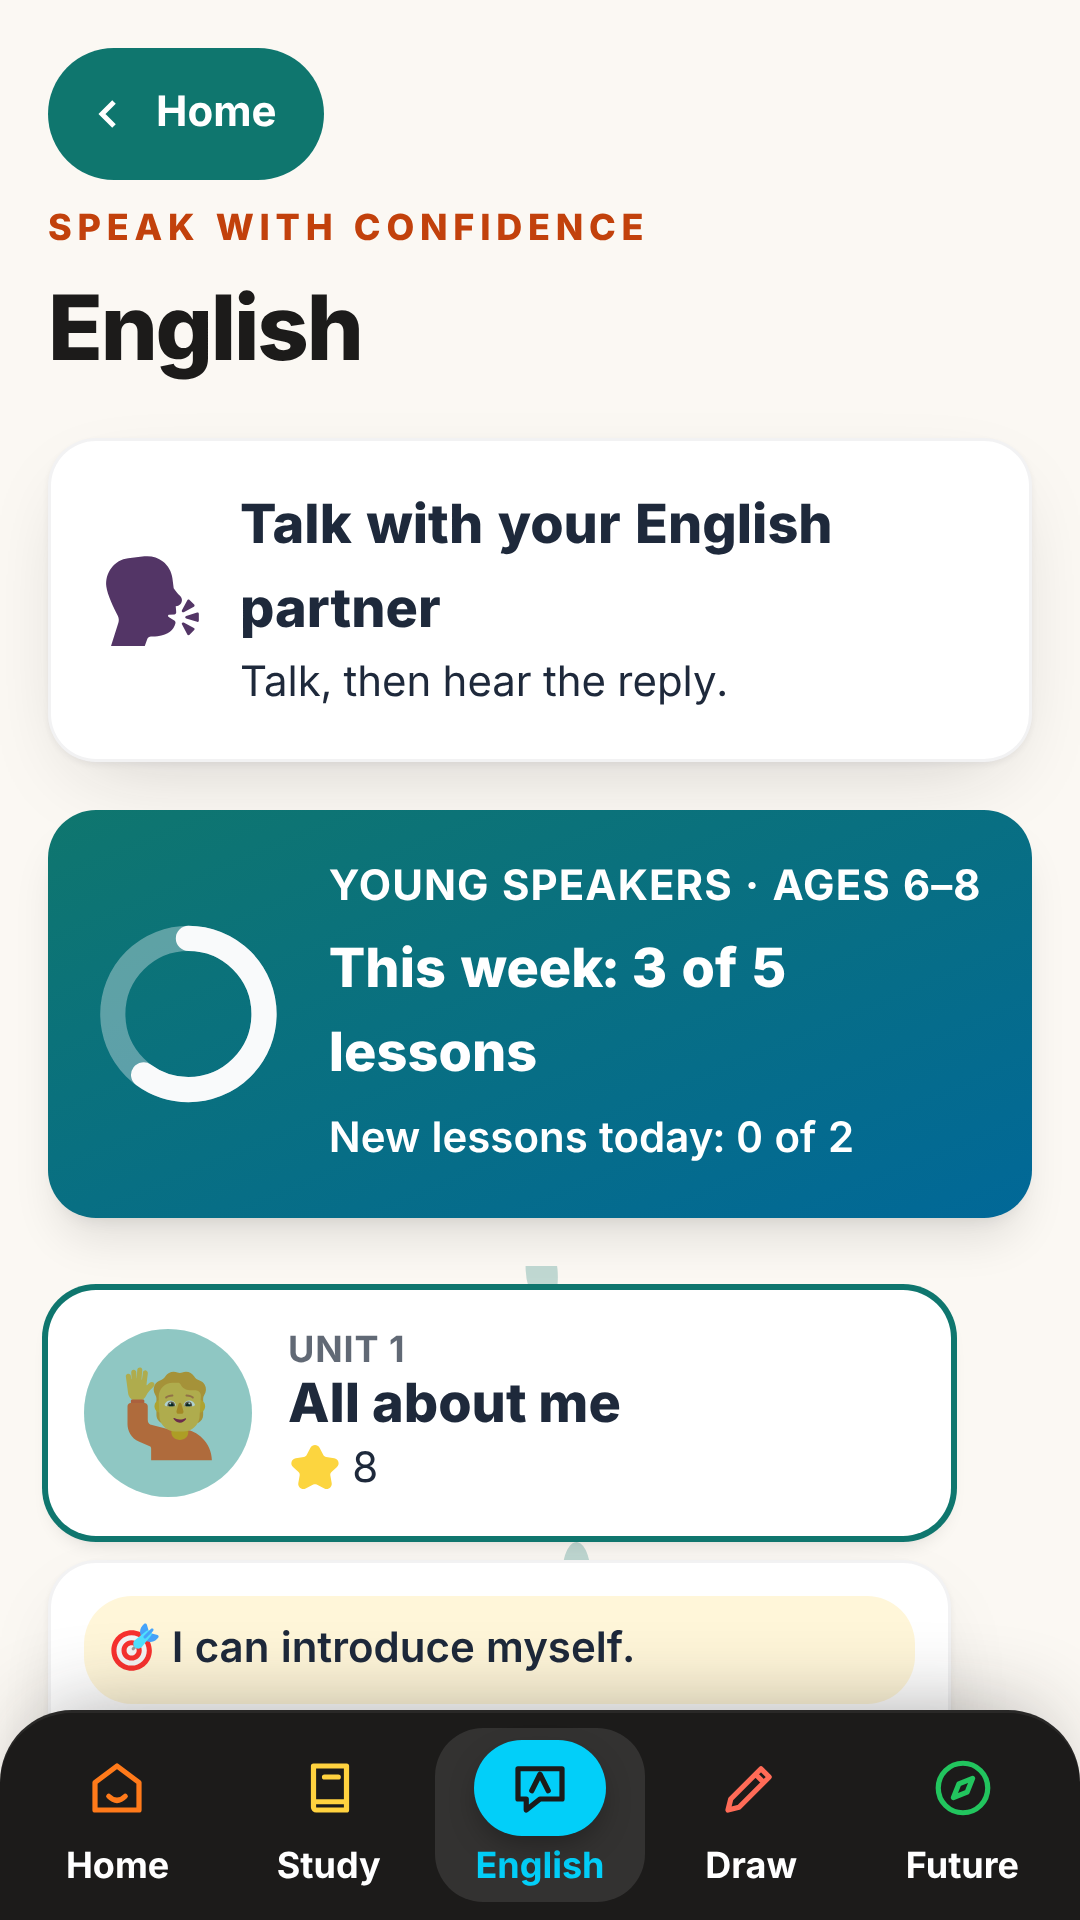 Home
SPEAK WITH CONFIDENCE
English
Talk with your English
partner
Talk, then hear the reply.
YOUNG SPEAKERS · AGES 6–8
This week: 3 of 5
lessons
New lessons today: 0 of 2
UNIT 1
All about me
8
I can introduce myself.
Home
Study
English
Draw
Future